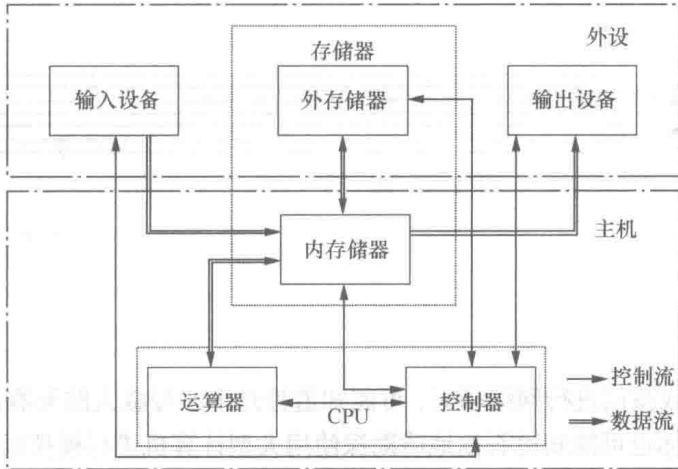 存储器
外设
输入设备
外存储器
输出设备
内存储器
主机
运算器
CPU
控制器
控制流
数据流